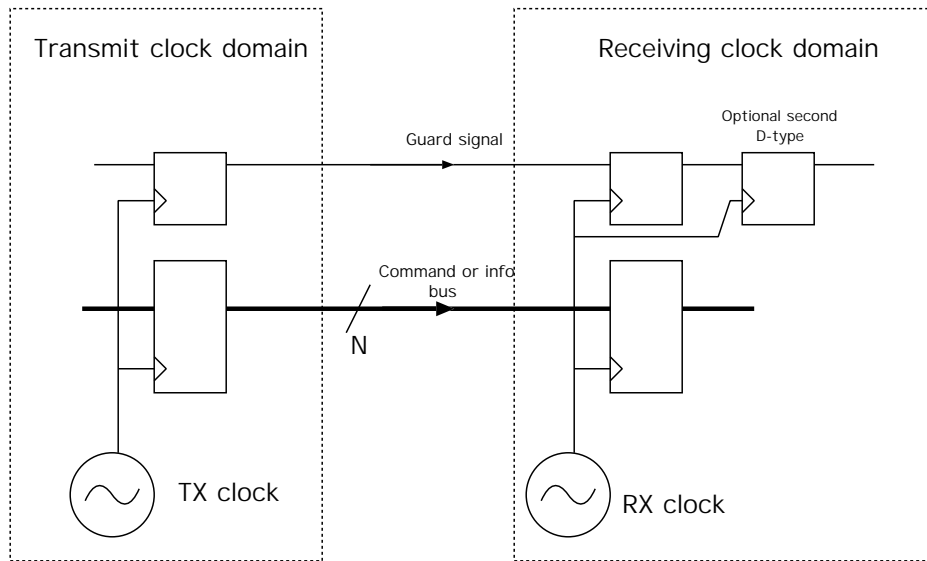 Transmit clock domain
Receiving clock domain
Optional second
D-type
Guard signal
Command or info
bus
N
TX clock
RX clock